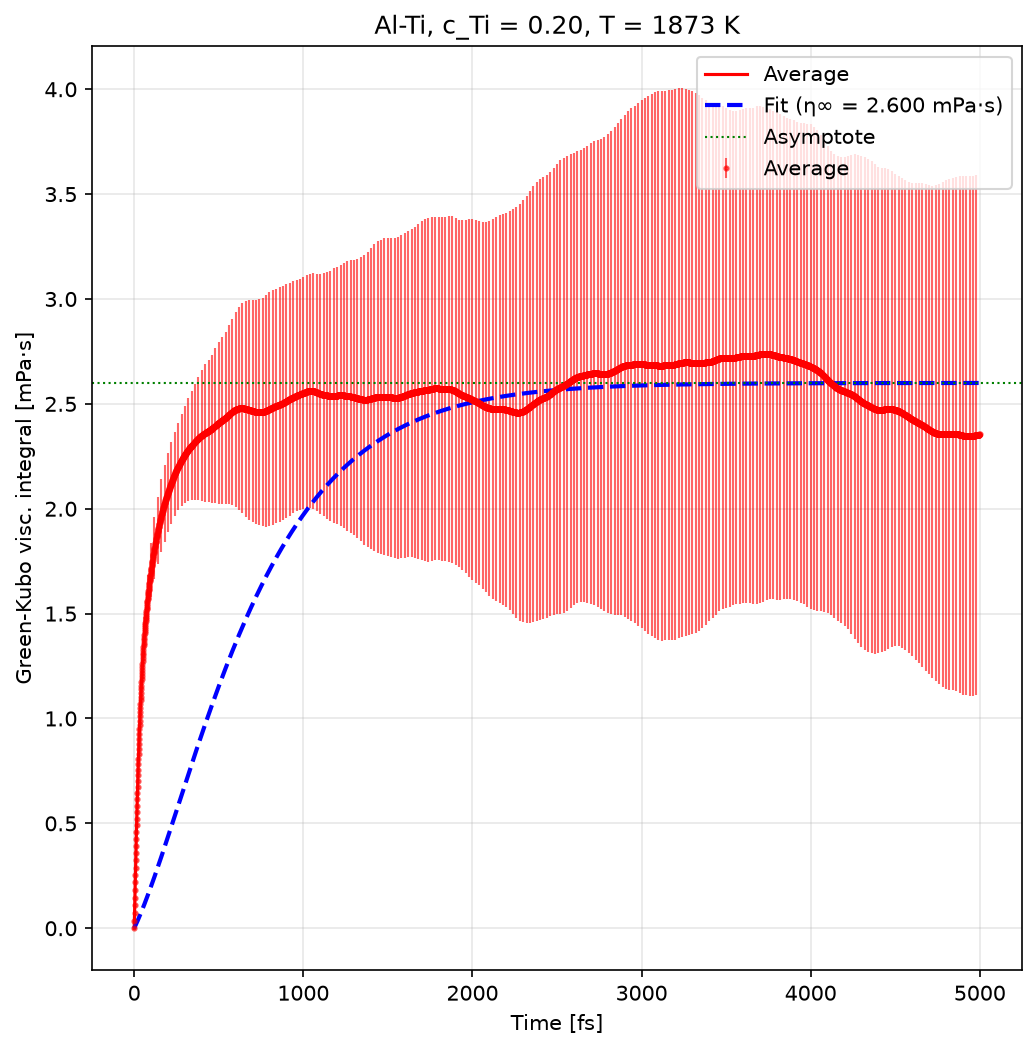 Al-Ti, c_Ti = 0.20, T = 1873 K
Average
Fit (η∞ = 2.600 mPa·s)
Asymptote
Average
Green-Kubo visc. integral [mPa·s]
4.0
3.5
3.0
2.5
2.0
1.5
1.0
0.5
0.0
0 1000 2000 3000 4000 5000
Time [fs]